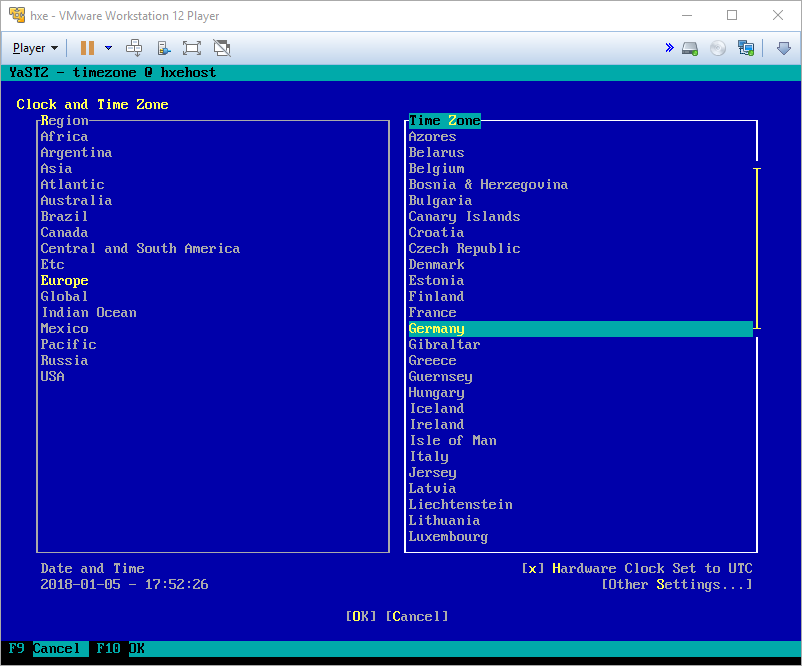 hxe - VMware Workstation 12 Player
Player
YaST2 - timezone @ hxehost
Clock and Time Zone
Region
Africa
Argentina
Asia
Atlantic
Australia
Brazil
Canada
Central and South America
Etc
Europe
Global
Indian Ocean
Mexico
Pacific
Russia
USA
Time Zone
Azores
Belarus
Belgium
Bosnia & Herzegovina
Bulgaria
Canary Islands
Croatia
Czech Republic
Denmark
Estonia
Finland
France
Germany
Gibraltar
Greece
Guernsey
Hungary
Iceland
Ireland
Isle of Man
Italy
Jersey
Latvia
Liechtenstein
Lithuania
Luxembourg
Date and Time
2018-01-05 - 17:52:26
[x] Hardware Clock Set to UTC
[Other Settings...]
[OK] [Cancel]
F9 Cancel F10 OK